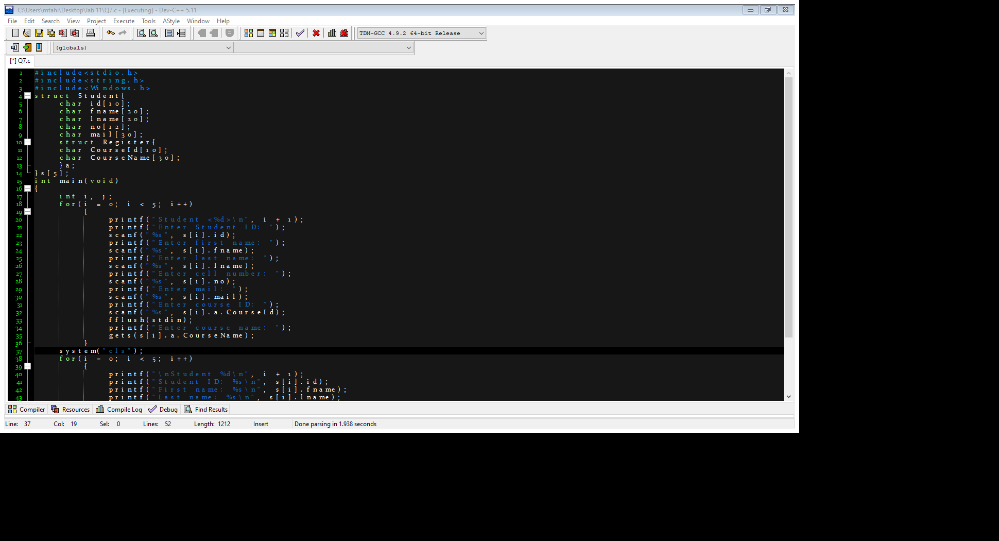 C:\Users\mtahi\Desktop\lab 11\Q7.c - [Executing] - Dev-C++ 5.11
File Edit Search View Project Execute Tools AStyle Window Help
TDM-GCC 4.9.2 64-bit Release
(globals)
[*] Q7.c
1 #include<stdio.h>
2 #include<string.h>
3 #include<Windows.h>
4 struct Student{
5 char id[10];
6 char fname[20];
7 char lname[20];
8 char no[12];
9 char mail[30];
10 struct Register{
11 char CourseId[10];
12 char CourseName[30];
13 }a;
14 }s[5];
15 int main(void)
16 {
17 int i, j;
18 for(i = 0; i < 5; i++)
19 {
20 printf("Student <%d>\n", i + 1);
21 printf("Enter Student ID: ");
22 scanf("%s", s[i].id);
23 printf("Enter first name: ");
24 scanf("%s", s[i].fname);
25 printf("Enter last name: ");
26 scanf("%s", s[i].lname);
27 printf("Enter cell number: ");
28 scanf("%s", s[i].no);
29 printf("Enter mail: ");
30 scanf("%s", s[i].mail);
31 printf("Enter course ID: ");
32 scanf("%s", s[i].a.CourseId);
33 fflush(stdin);
34 printf("Enter course name: ");
35 gets(s[i].a.CourseName);
36 }
37 system("cls");
38 for(i = 0; i < 5; i++)
39 {
40 printf("\nStudent %d\n", i + 1);
41 printf("Student ID: %s\n", s[i].id);
42 printf("First name: %s\n", s[i].fname);
43 printf("Last name: %s\n", s[i].lname);
Compiler Resources Compile Log Debug Find Results
Line: 37 Col: 19 Sel: 0 Lines: 52 Length: 1212 Insert Done parsing in 1.938 seconds